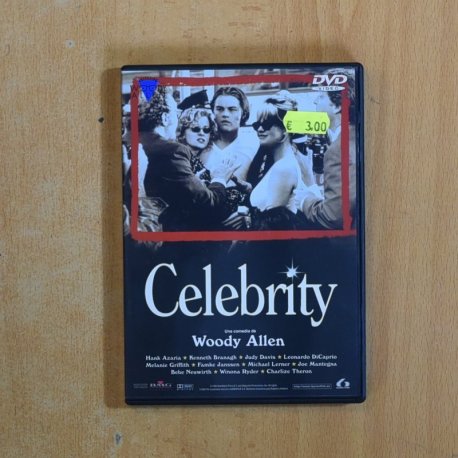 DVD
VIDEO
€ 3.00
Celebrity
Una comedia de
Woody Allen
Hank Azaria ★ Kenneth Branagh ★ Judy Davis ★ Leonardo DiCaprio
Melanie Griffith ★ Famke Janssen ★ Michael Lerner ★ Joe Mantegna
Bebe Neuwirth ★ Winona Ryder ★ Charlize Theron